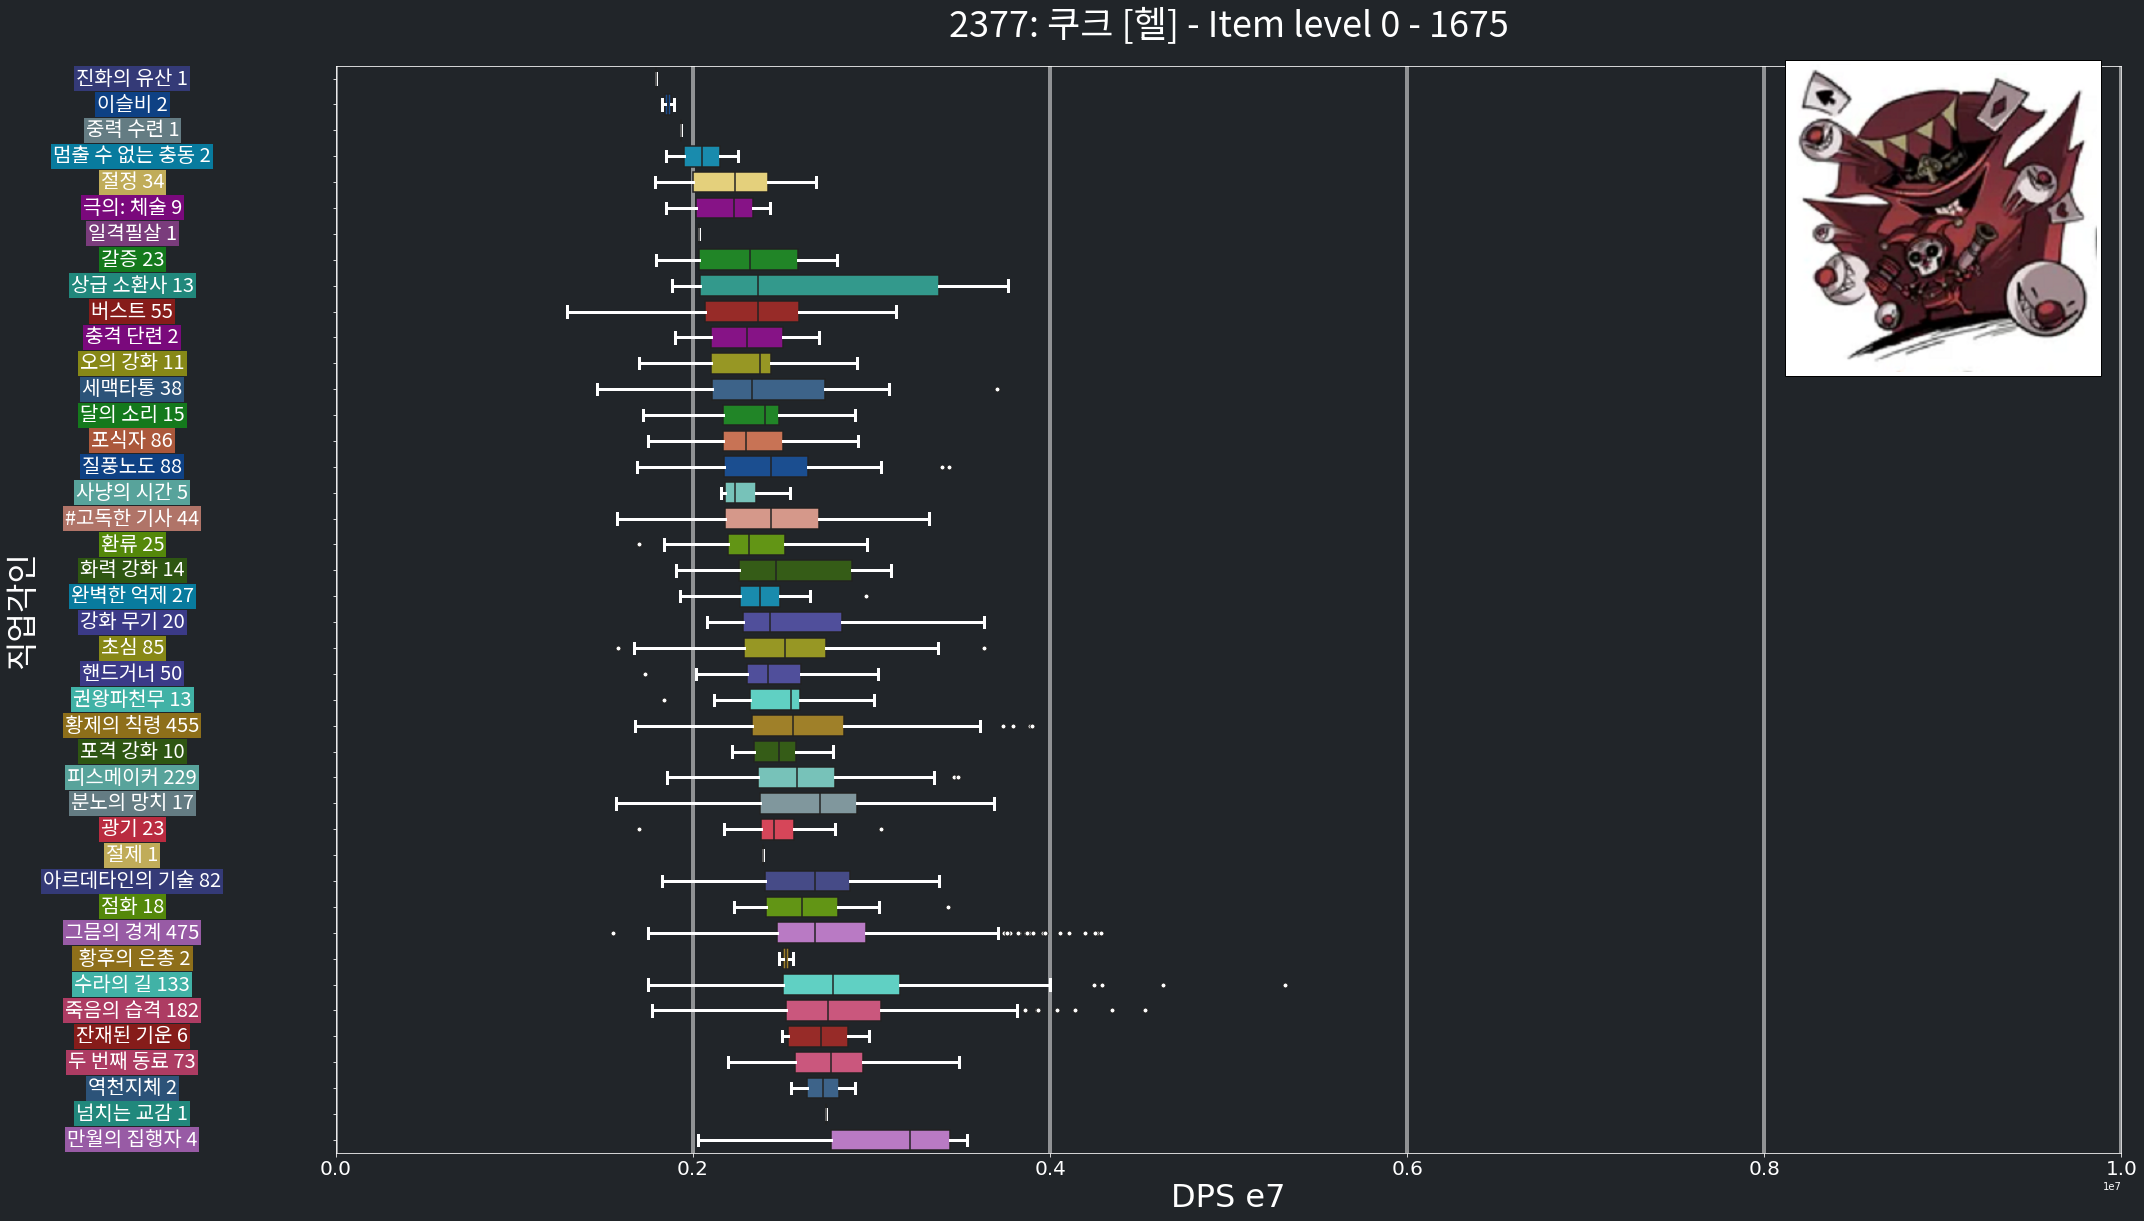 2377: 쿠크 [헬] - Item level 0 - 1675
진화의 유산 1
이슬비 2
중력 수련 1
멈출 수 없는 충동 2
절정 34
극의: 체술 9
일격필살 1
갈증 23
상급 소환사 13
버스트 55
충격 단련 2
오의 강화 11
세맥타통 38
달의 소리 15
포식자 86
질풍노도 88
사냥의 시간 5
#고독한 기사 44
환류 25
화력 강화 14
완벽한 억제 27
강화 무기 20
초심 85
핸드거너 50
권왕파천무 13
황제의 칙령 455
포격 강화 10
피스메이커 229
분노의 망치 17
광기 23
절제 1
아르데타인의 기술 82
점화 18
그믐의 경계 475
황후의 은총 2
수라의 길 133
죽음의 습격 182
잔재된 기운 6
두 번째 동료 73
역천지체 2
넘치는 교감 1
만월의 집행자 4
직업각인
0.0 0.2 0.4 0.6 0.8 1.0
1e7
DPS e7